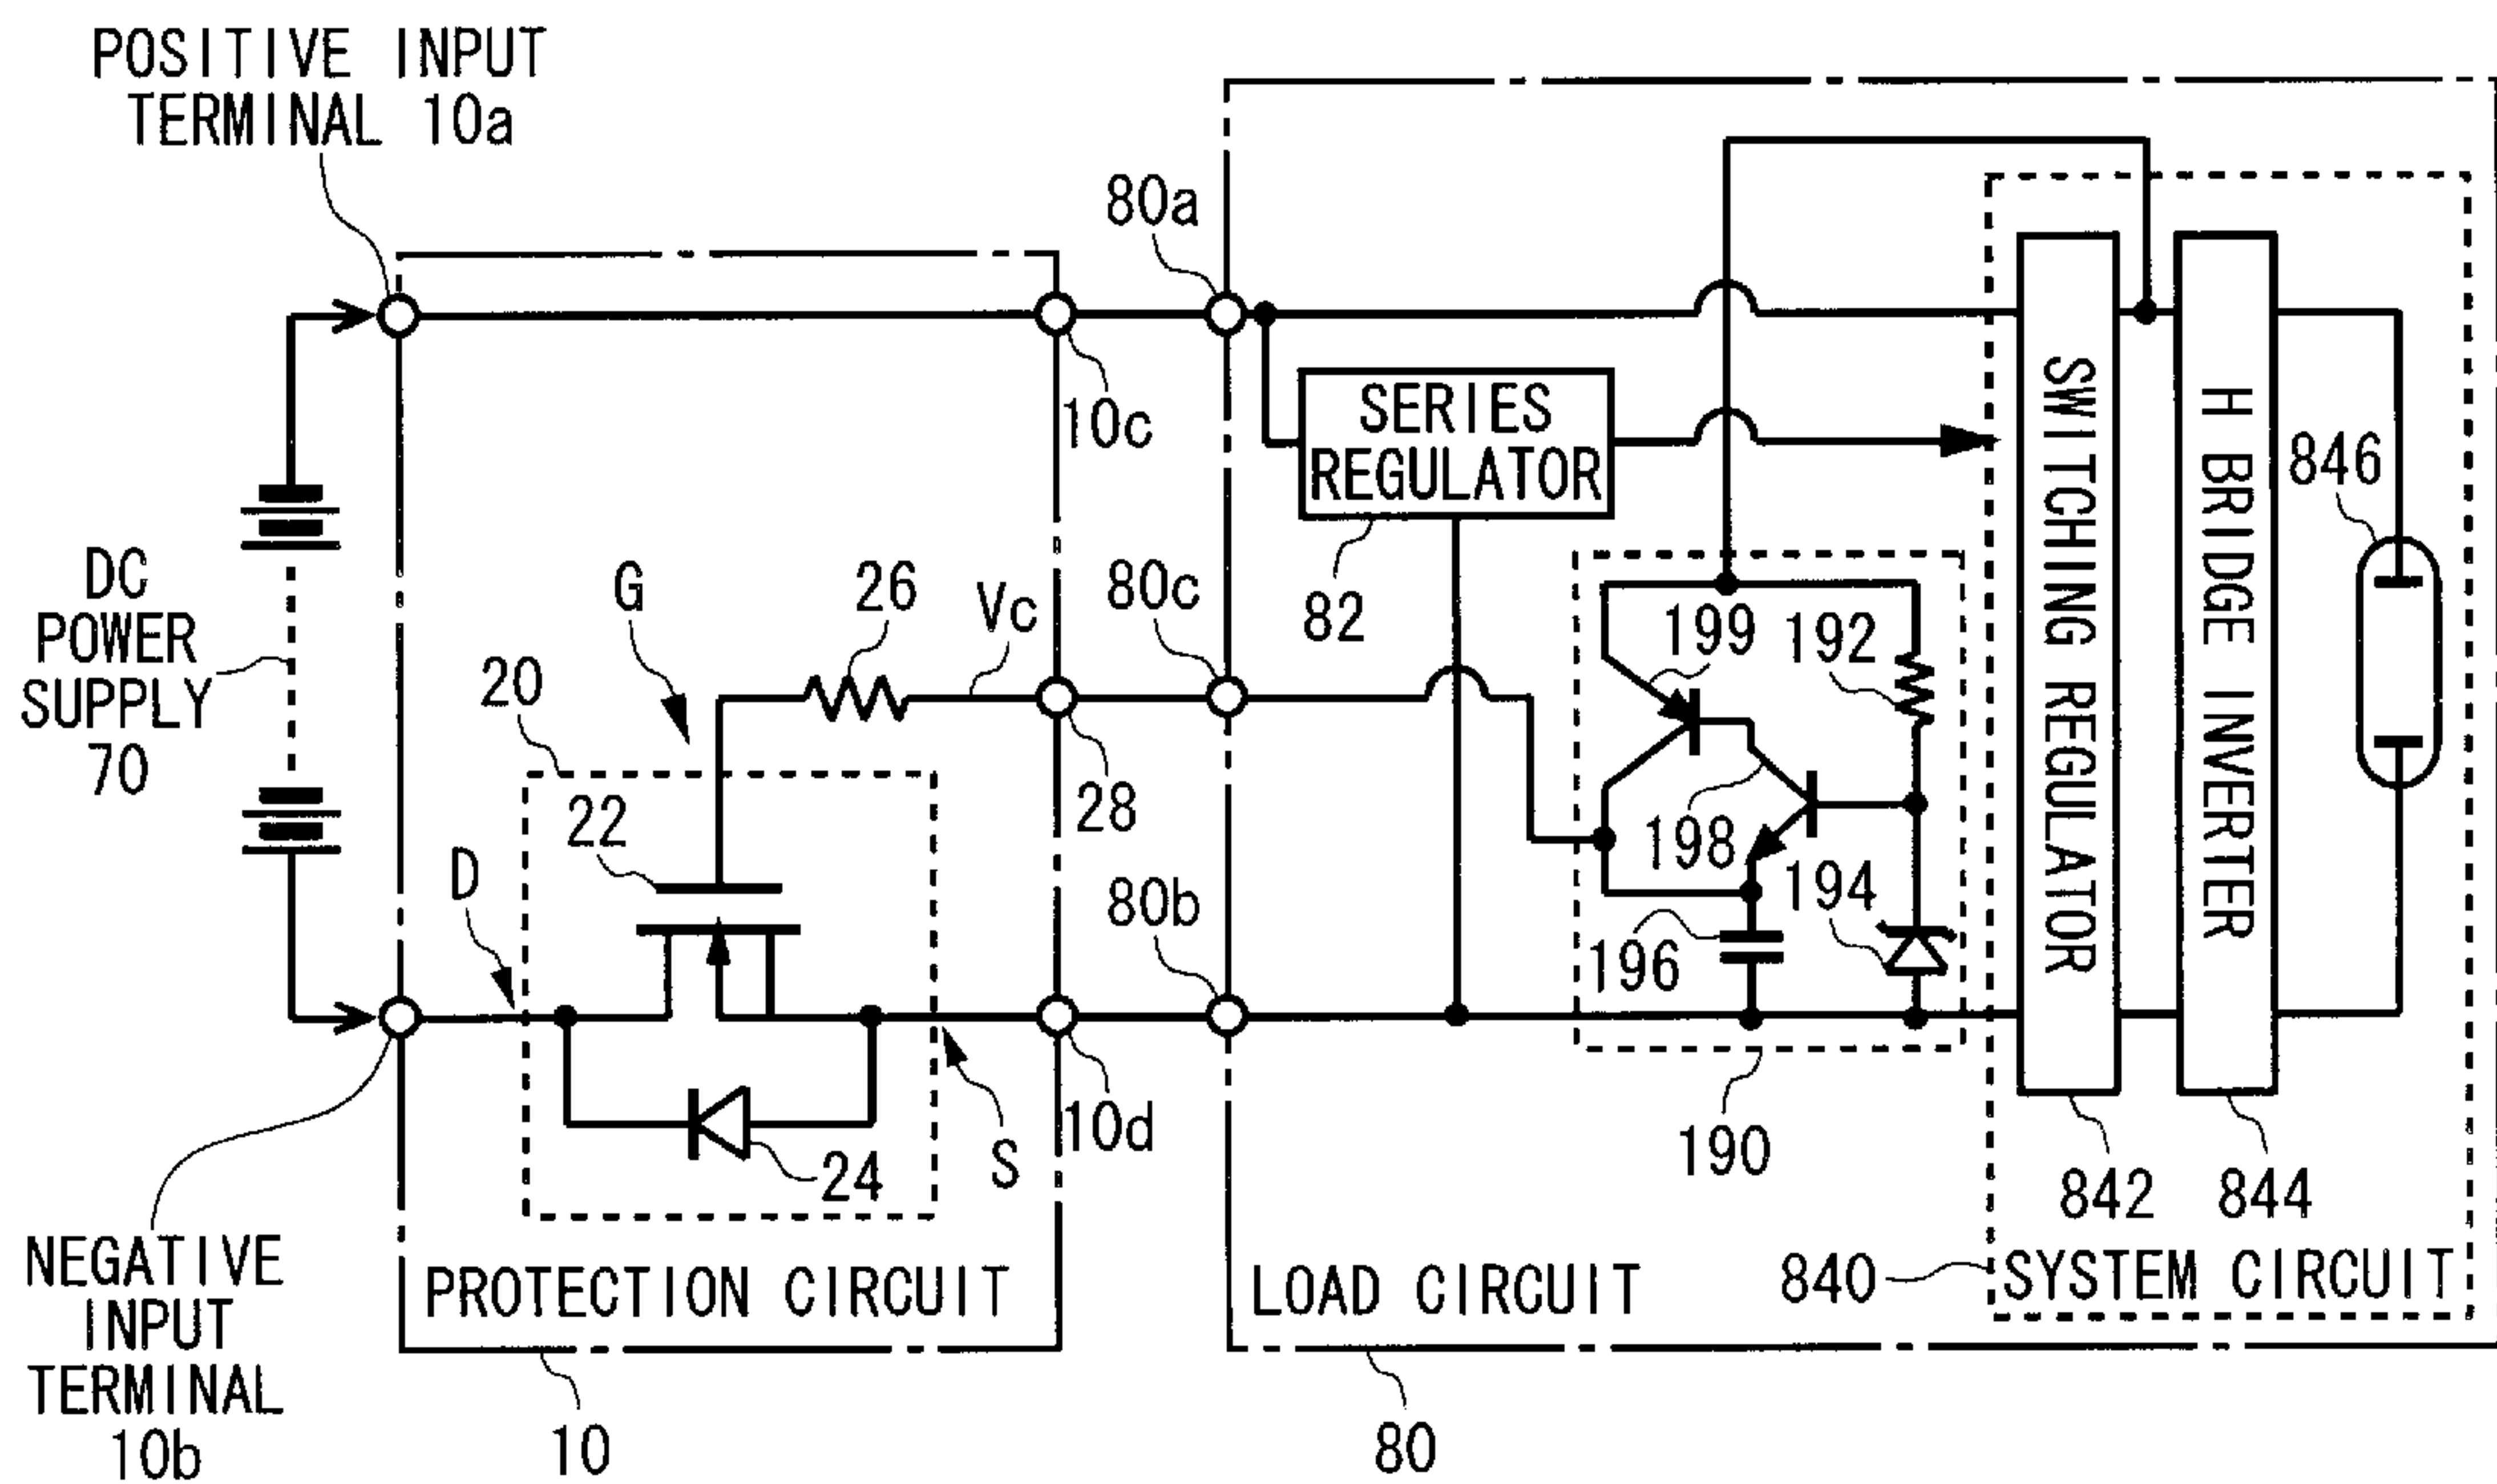 POSITIVE INPUT
TERMINAL 10a
80a
10c
SERIES
REGULATOR
82
SWITCHING REGULATOR
H BRIDGE INVERTER
846
DC
POWER
SUPPLY
70
G
26
Vc
80c
20
28
22
D
80b
199
192
198
194
196
190
24
S
10d
842
844
NEGATIVE
INPUT
TERMINAL
10b
PROTECTION CIRCUIT
10
LOAD CIRCUIT
80
840
SYSTEM CIRCUIT